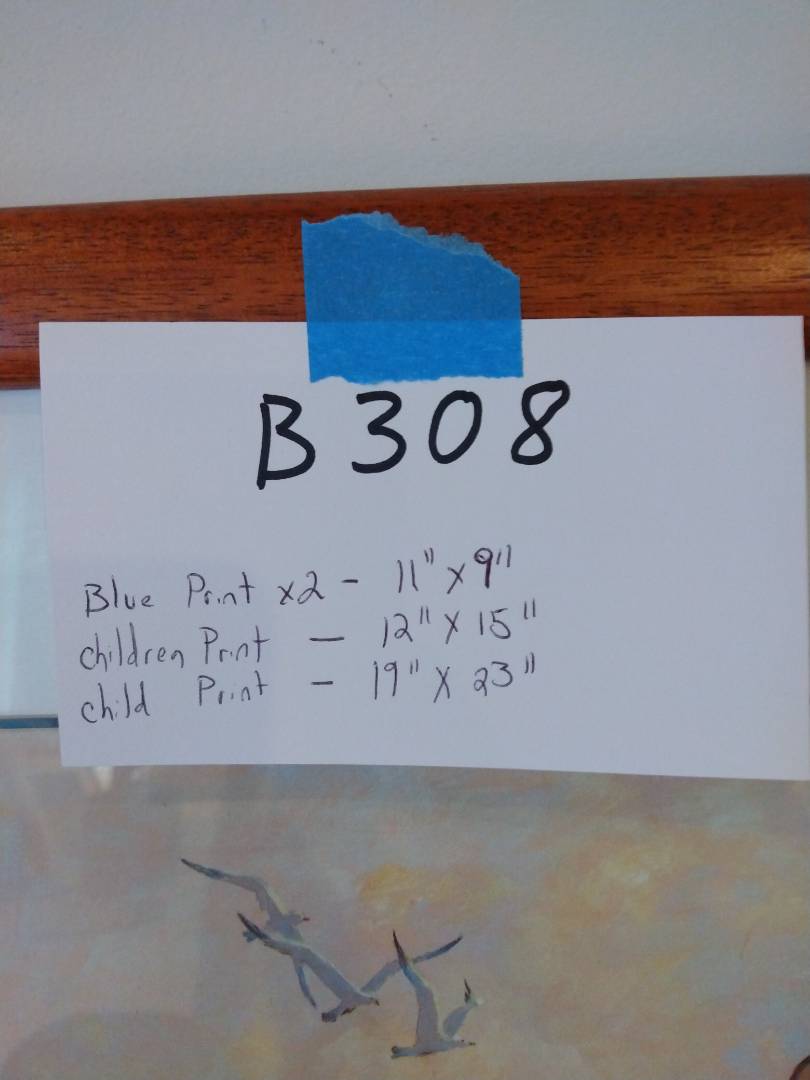 B308
Blue Print x2 - 11" x 9"
children Print - 12" x 15"
child Print - 19" x 23"